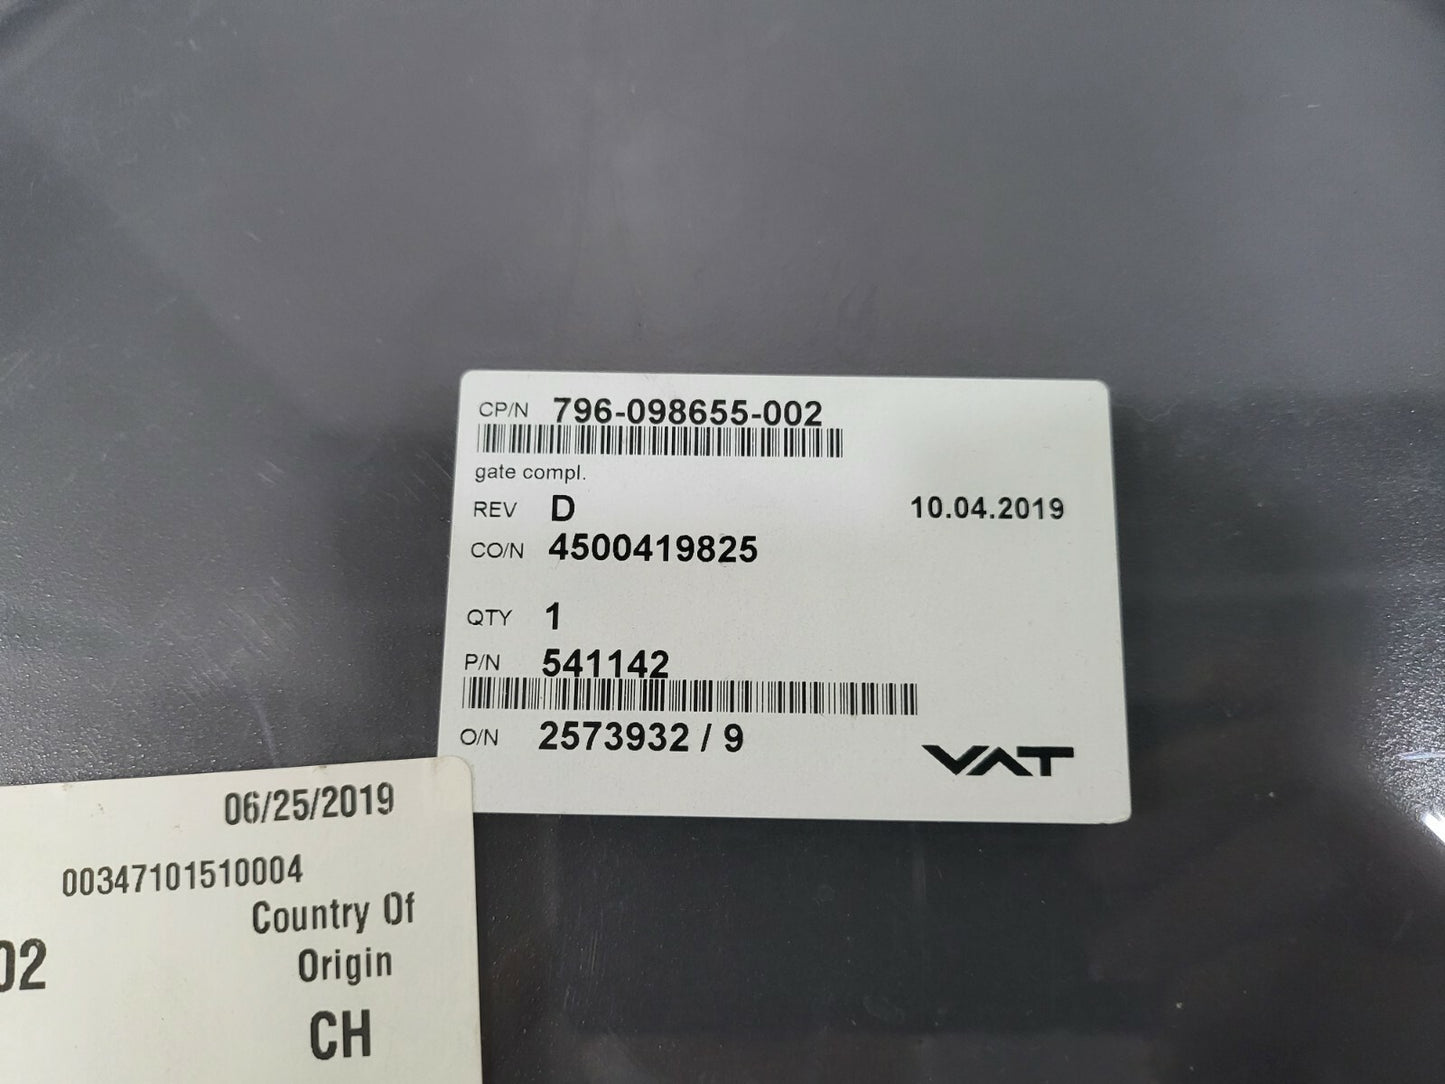 CP/N 796-098655-002
gate compl.
REV D 10.04.2019
CO/N 4500419825
QTY 1
P/N 541142
O/N 2573932 / 9
VAT
06/25/2019
00347101510004
Country Of
Origin
02
CH